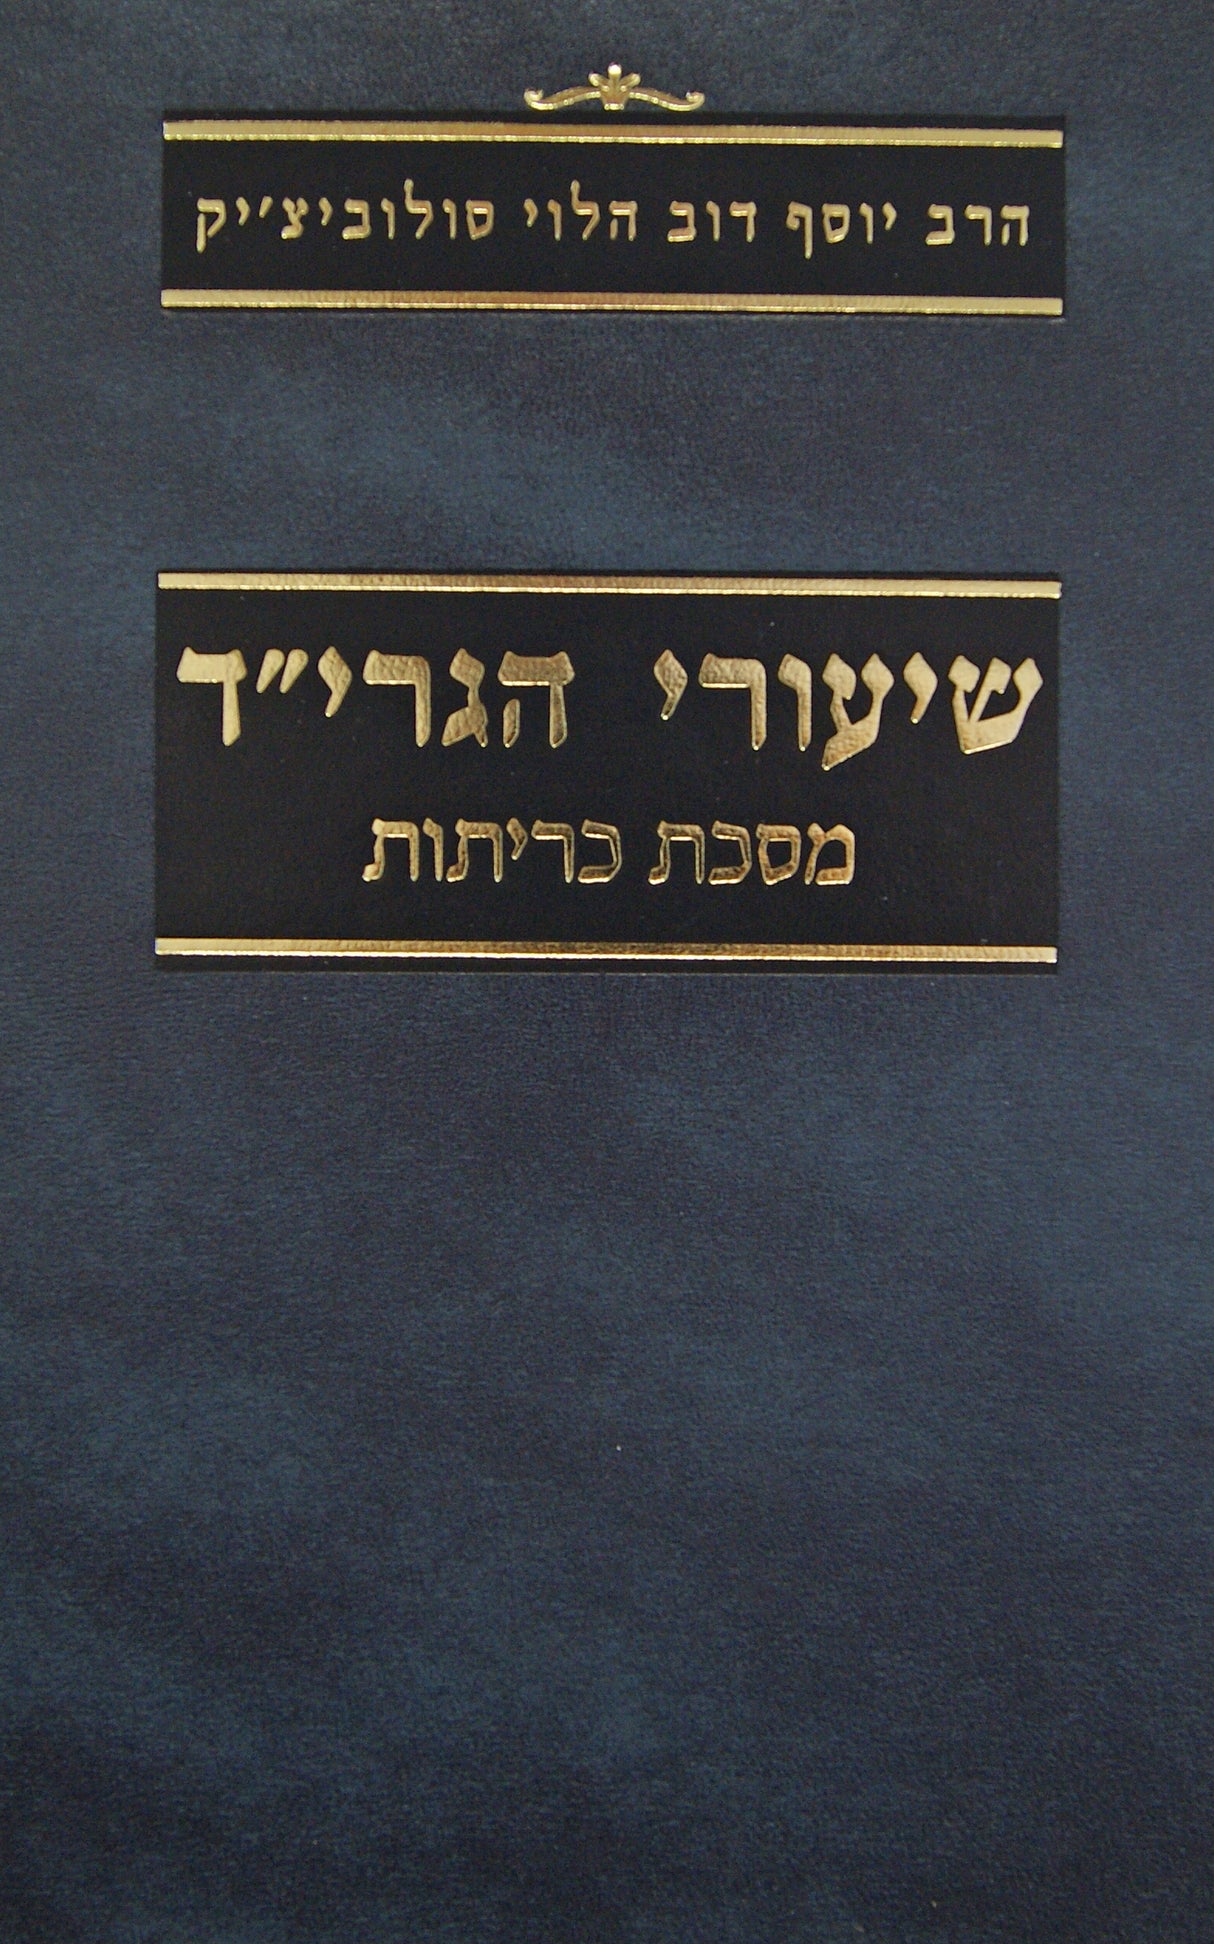 הרב יוסף דוב הלוי סולוביצ׳יק
שיעורי הגרי״ד
מסכת כריתות